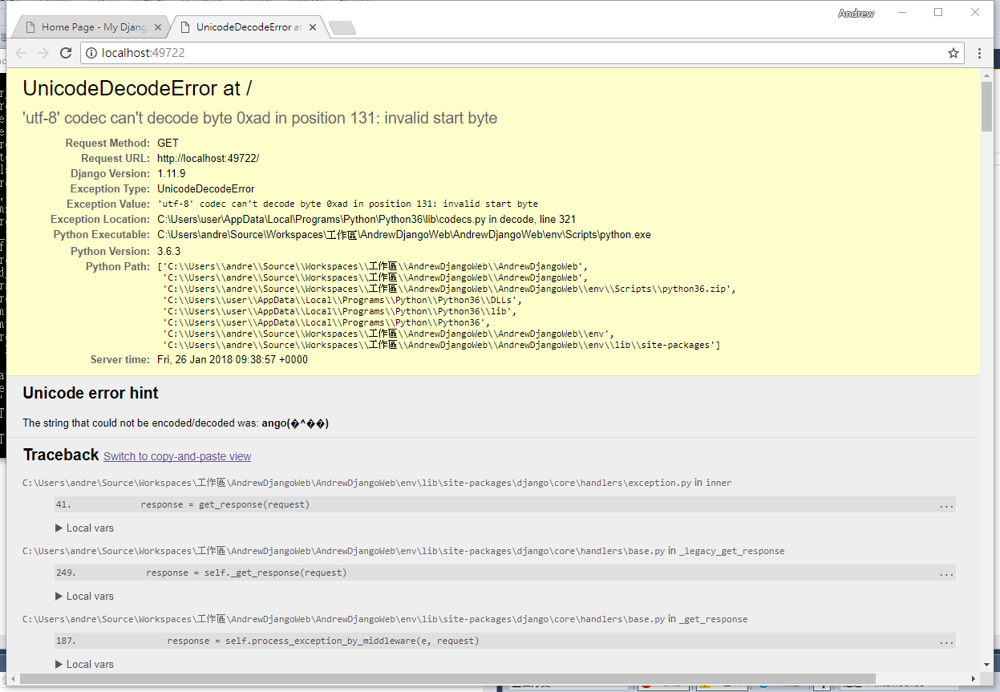 Andrew
Home Page - My Djang
UnicodeDecodeError at
localhost:49722
UnicodeDecodeError at /
'utf-8' codec can't decode byte 0xad in position 131: invalid start byte
Request Method: GET
Request URL: http://localhost:49722/
Django Version: 1.11.9
Exception Type: UnicodeDecodeError
Exception Value: 'utf-8' codec can't decode byte 0xad in position 131: invalid start byte
Exception Location: C:\Users\user\AppData\Local\Programs\Python\Python36\lib\codecs.py in decode, line 321
Python Executable: C:\Users\andre\Source\Workspaces\工作區\AndrewDjangoWeb\AndrewDjangoWeb\env\Scripts\python.exe
Python Version: 3.6.3
Python Path: ['C:\\Users\\andre\\Source\\Workspaces\\工作區\\AndrewDjangoWeb\\AndrewDjangoWeb',
'C:\\Users\\andre\\Source\\Workspaces\\工作區\\AndrewDjangoWeb\\AndrewDjangoWeb',
'C:\\Users\\andre\\Source\\Workspaces\\工作區\\AndrewDjangoWeb\\AndrewDjangoWeb\\env\\Scripts\\python36.zip',
'C:\\Users\\user\\AppData\\Local\\Programs\\Python\\Python36\\DLLs',
'C:\\Users\\user\\AppData\\Local\\Programs\\Python\\Python36\\lib',
'C:\\Users\\user\\AppData\\Local\\Programs\\Python\\Python36',
'C:\\Users\\andre\\Source\\Workspaces\\工作區\\AndrewDjangoWeb\\AndrewDjangoWeb\\env',
'C:\\Users\\andre\\Source\\Workspaces\\工作區\\AndrewDjangoWeb\\AndrewDjangoWeb\\env\\lib\\site-packages']
Server time: Fri, 26 Jan 2018 09:38:57 +0000
Unicode error hint
The string that could not be encoded/decoded was: ango(�^��)
Traceback Switch to copy-and-paste view
C:\Users\andre\Source\Workspaces\工作區\AndrewDjangoWeb\AndrewDjangoWeb\env\lib\site-packages\django\core\handlers\exception.py in inner
41. response = get_response(request) ...
▶ Local vars
C:\Users\andre\Source\Workspaces\工作區\AndrewDjangoWeb\AndrewDjangoWeb\env\lib\site-packages\django\core\handlers\base.py in _legacy_get_response
249. response = self._get_response(request) ...
▶ Local vars
C:\Users\andre\Source\Workspaces\工作區\AndrewDjangoWeb\AndrewDjangoWeb\env\lib\site-packages\django\core\handlers\base.py in _get_response
187. response = self.process_exception_by_middleware(e, request) ...
▶ Local vars